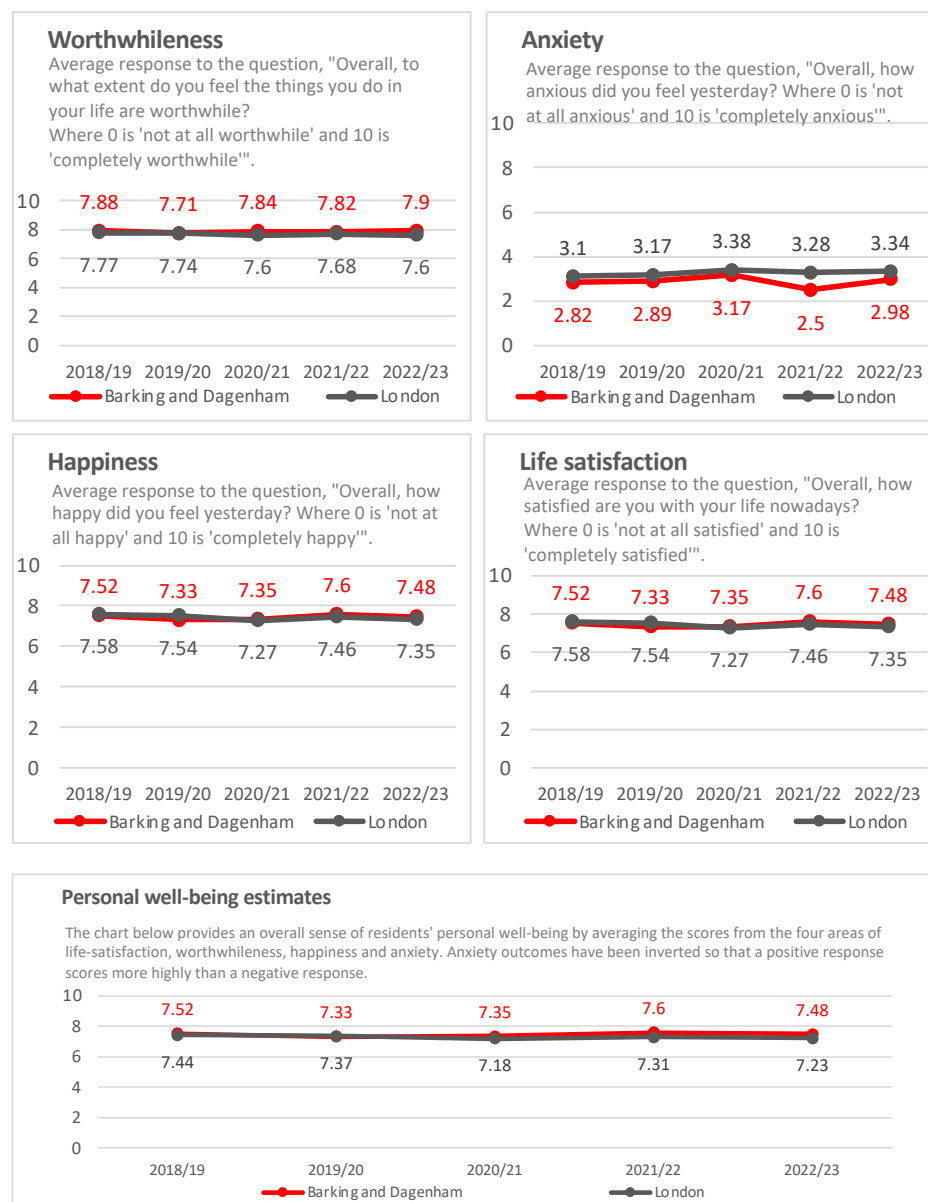 Worthwhileness
Average response to the question, "Overall, to
what extent do you feel the things you do in
your life are worthwhile?
Where 0 is 'not at all worthwhile' and 10 is
'completely worthwhile'".
10
8
6
4
2
0
7.88 7.71 7.84 7.82 7.9
7.77 7.74 7.6 7.68 7.6
2018/19 2019/20 2020/21 2021/22 2022/23
Barking and Dagenham London
Anxiety
Average response to the question, "Overall, how
anxious did you feel yesterday? Where 0 is 'not
at all anxious' and 10 is 'completely anxious'".
10
8
6
4
2
0
3.1 3.17 3.38 3.28 3.34
2.82 2.89 3.17 2.5 2.98
2018/19 2019/20 2020/21 2021/22 2022/23
Barking and Dagenham London
Happiness
Average response to the question, "Overall, how
happy did you feel yesterday? Where 0 is 'not at
all happy' and 10 is 'completely happy'".
10
8
6
4
2
0
7.52 7.33 7.35 7.6 7.48
7.58 7.54 7.27 7.46 7.35
2018/19 2019/20 2020/21 2021/22 2022/23
Barking and Dagenham London
Life satisfaction
Average response to the question, "Overall, how
satisfied are you with your life nowadays?
Where 0 is 'not at all satisfied' and 10 is
'completely satisfied'".
10
8
6
4
2
0
7.52 7.33 7.35 7.6 7.48
7.58 7.54 7.27 7.46 7.35
2018/19 2019/20 2020/21 2021/22 2022/23
Barking and Dagenham London
Personal well-being estimates
The chart below provides an overall sense of residents' personal well-being by averaging the scores from the four areas of
life-satisfaction, worthwhileness, happiness and anxiety. Anxiety outcomes have been inverted so that a positive response
scores more highly than a negative response.
10
8
6
4
2
0
7.52 7.33 7.35 7.6 7.48
7.44 7.37 7.18 7.31 7.23
2018/19 2019/20 2020/21 2021/22 2022/23
Barking and Dagenham London